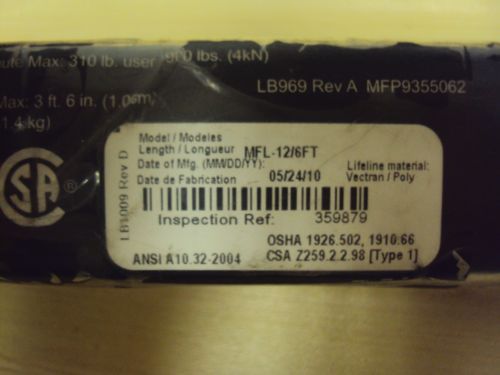 ute Max: 310 lb. user 900 lbs. (4kN)
LB969 Rev A MFP9355062
Max: 3 ft. 6 in. (1.06m)
1.4 kg)
Model / Modeles
Length / Longueur MFL-12/6FT
Date of Mfg. (MM/DD/YY):
Date de Fabrication 05/24/10
Lifeline material:
Vectran / Poly
Inspection Ref: 359879
OSHA 1926.502, 1910.66
ANSI A10.32-2004 CSA Z259.2.2.98 [Type 1]
LB1009 Rev D
CSA ®